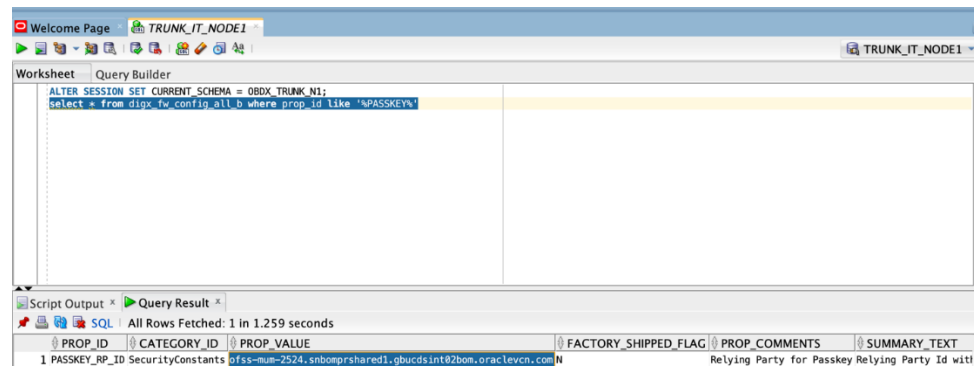 Welcome Page TRUNK_IT_NODE1
TRUNK_IT_NODE1
Worksheet Query Builder
ALTER SESSION SET CURRENT_SCHEMA = OBDX_TRUNK_N1;
select * from digx_fw_config_all_b where prop_id like '%PASSKEY%'
Script Output × Query Result ×
SQL All Rows Fetched: 1 in 1.259 seconds
PROP_ID CATEGORY_ID PROP_VALUE FACTORY_SHIPPED_FLAG PROP_COMMENTS SUMMARY_TEXT
1 PASSKEY_RP_ID SecurityConstants ofss-mum-2524.snbomprshared1.gbucdsint02bom.oraclevcn.com N Relying Party for Passkey Relying Party Id with